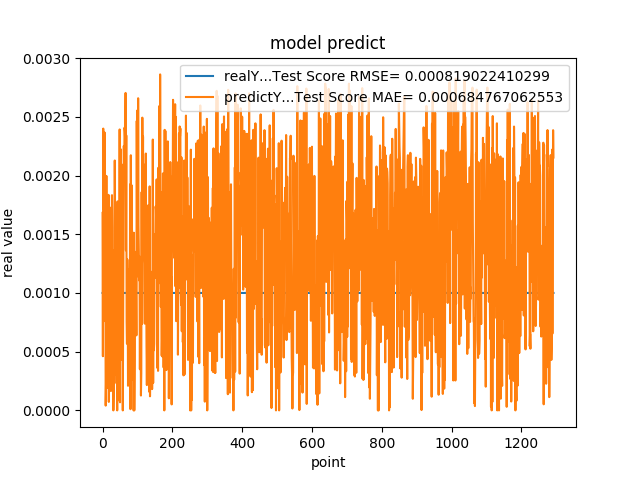 model predict
realY...Test Score RMSE= 0.000819022410299
predictY...Test Score MAE= 0.000684767062553
0.0030
0.0025
0.0020
0.0015
0.0010
0.0005
0.0000
real value
0 200 400 600 800 1000 1200
point